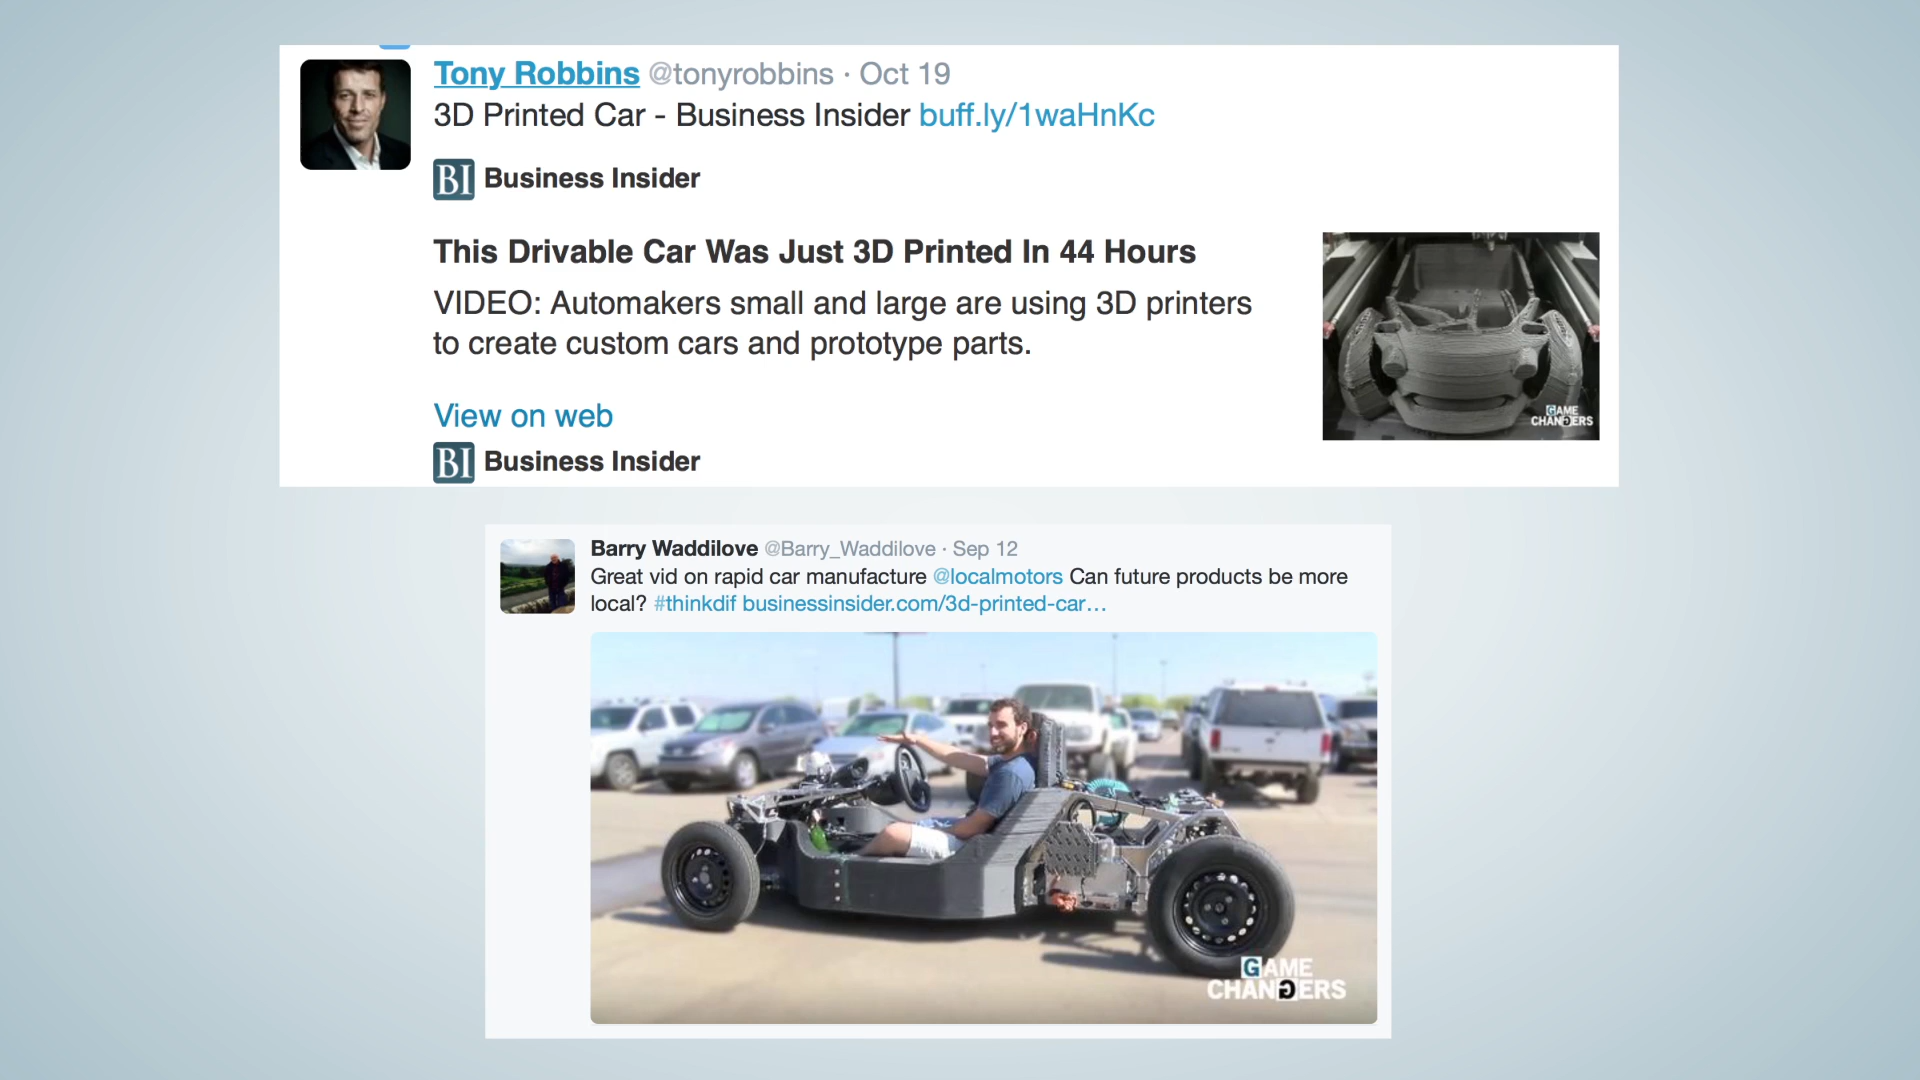 Tony Robbins @tonyrobbins · Oct 19
3D Printed Car - Business Insider buff.ly/1waHnKc
BI Business Insider
This Drivable Car Was Just 3D Printed In 44 Hours
VIDEO: Automakers small and large are using 3D printers
to create custom cars and prototype parts.
GAME
CHANGERS
View on web
BI Business Insider
Barry Waddilove @Barry_Waddilove · Sep 12
Great vid on rapid car manufacture @localmotors Can future products be more
local? #thinkdif businessinsider.com/3d-printed-car…
GAME
CHANGERS